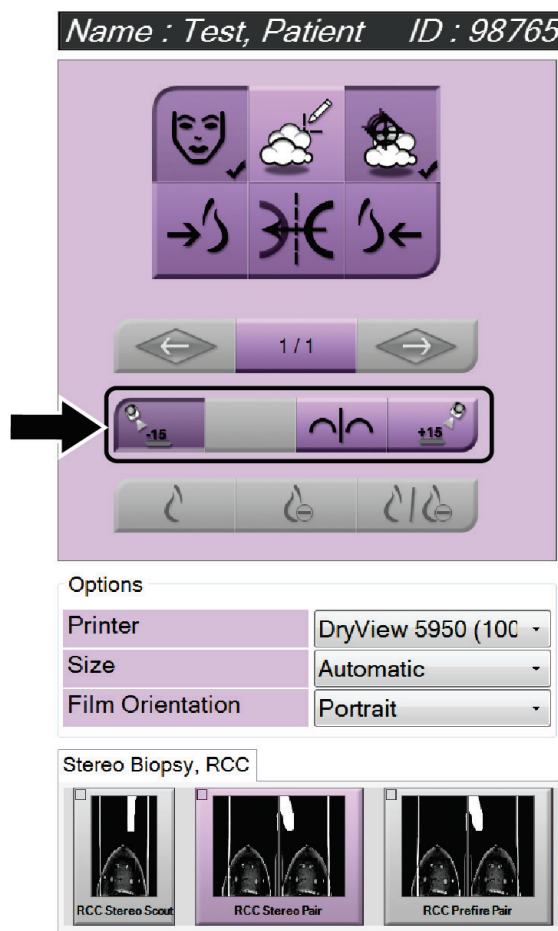 Name : Test, Patient ID : 98765
1 / 1
-15 +15
Options
Printer DryView 5950 (100
Size Automatic
Film Orientation Portrait
Stereo Biopsy, RCC
RCC Stereo Scout RCC Stereo Pair RCC Prefire Pair